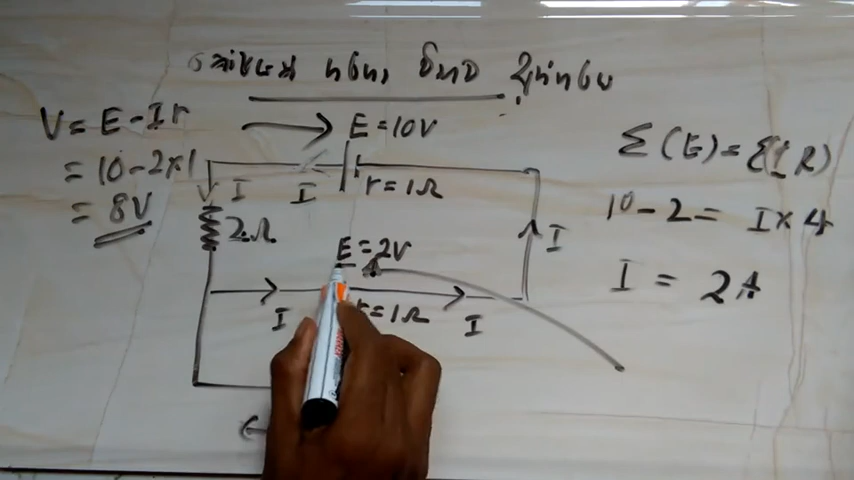 V = E - Ir
= 10 - 2×1
= 8V
E = 10V
I
I
r = 1Ω
2Ω
I
E = 2V
I
= 1Ω
I
Σ(E) = Σ(IR)
10 - 2 = I × 4
I = 2A